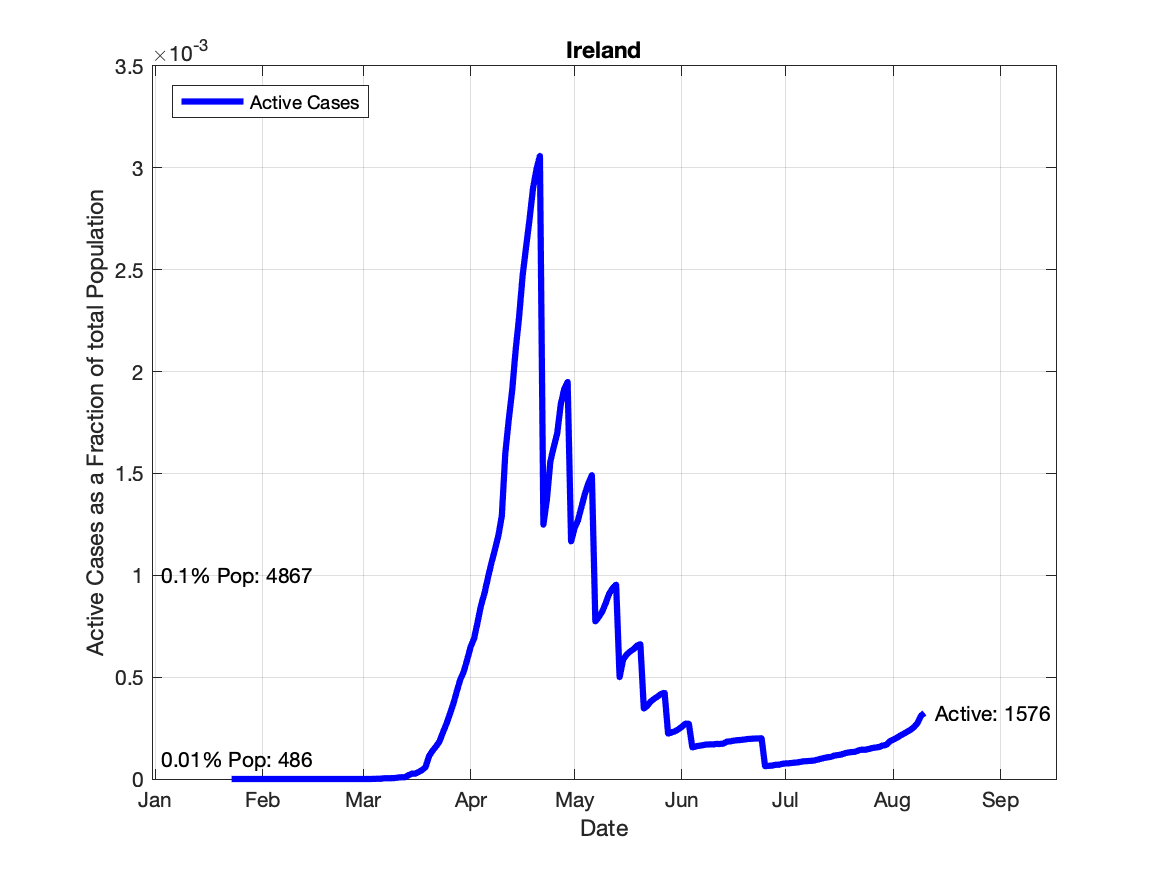 Ireland
×10-3
3.5
3
2.5
2
1.5
1
0.5
0
Active Cases as a Fraction of total Population
Active Cases
0.1% Pop: 4867
0.01% Pop: 486
Active: 1576
Jan Feb Mar Apr May Jun Jul Aug Sep
Date